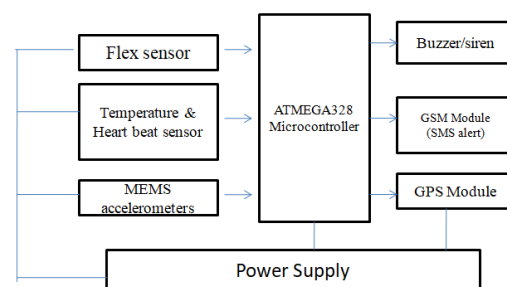 Flex sensor
Temperature &
Heart beat sensor
MEMS
accelerometers
ATMEGA328
Microcontroller
Buzzer/siren
GSM Module
(SMS alert)
GPS Module
Power Supply